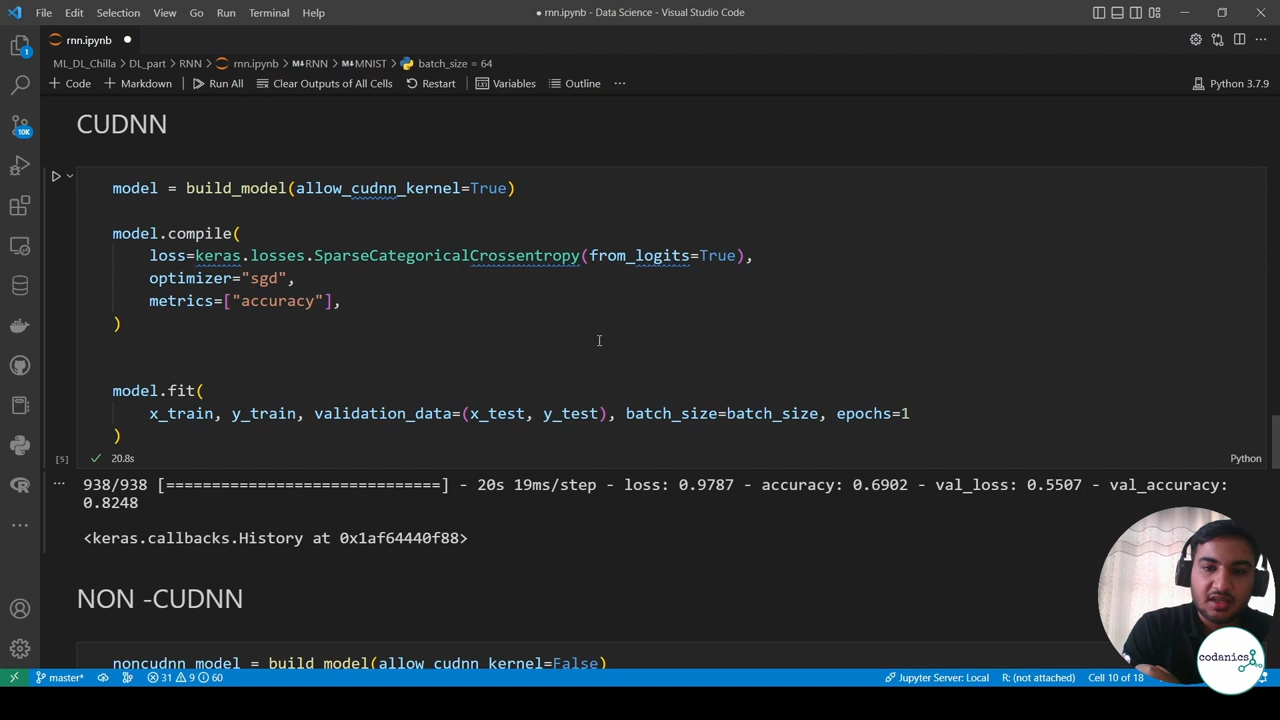 File Edit Selection View Go Run Terminal Help
● rnn.ipynb - Data Science - Visual Studio Code
rnn.ipynb ●
ML_DL_Chilla > DL_part > RNN > rnn.ipynb > M↓RNN > M↓MNIST > batch_size = 64
+ Code + Markdown Run All Clear Outputs of All Cells Restart Variables Outline ··· Python 3.7.9
1
10K
CUDNN
model = build_model(allow_cudnn_kernel=True)
model.compile(
loss=keras.losses.SparseCategoricalCrossentropy(from_logits=True),
optimizer="sgd",
metrics=["accuracy"],
)
model.fit(
x_train, y_train, validation_data=(x_test, y_test), batch_size=batch_size, epochs=1
)
[5] 20.8s Python
938/938 [==============================] - 20s 19ms/step - loss: 0.9787 - accuracy: 0.6902 - val_loss: 0.5507 - val_accuracy:
0.8248
<keras.callbacks.History at 0x1af64440f88>
NON -CUDNN
noncudnn_model = build_model(allow_cudnn_kernel=False)
codanics
master* 31 9 60 Jupyter Server: Local R: (not attached) Cell 10 of 18